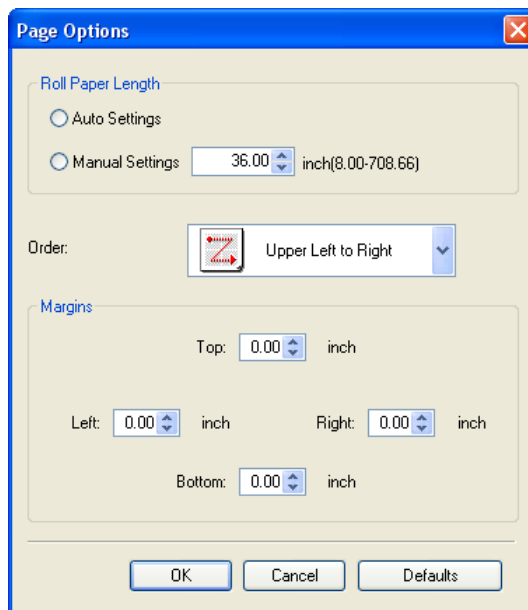 Page Options
Roll Paper Length
Auto Settings
Manual Settings 36.00 inch(8.00-708.66)
Order: Upper Left to Right
Margins
Top: 0.00 inch
Left: 0.00 inch Right: 0.00 inch
Bottom: 0.00 inch
OK Cancel Defaults